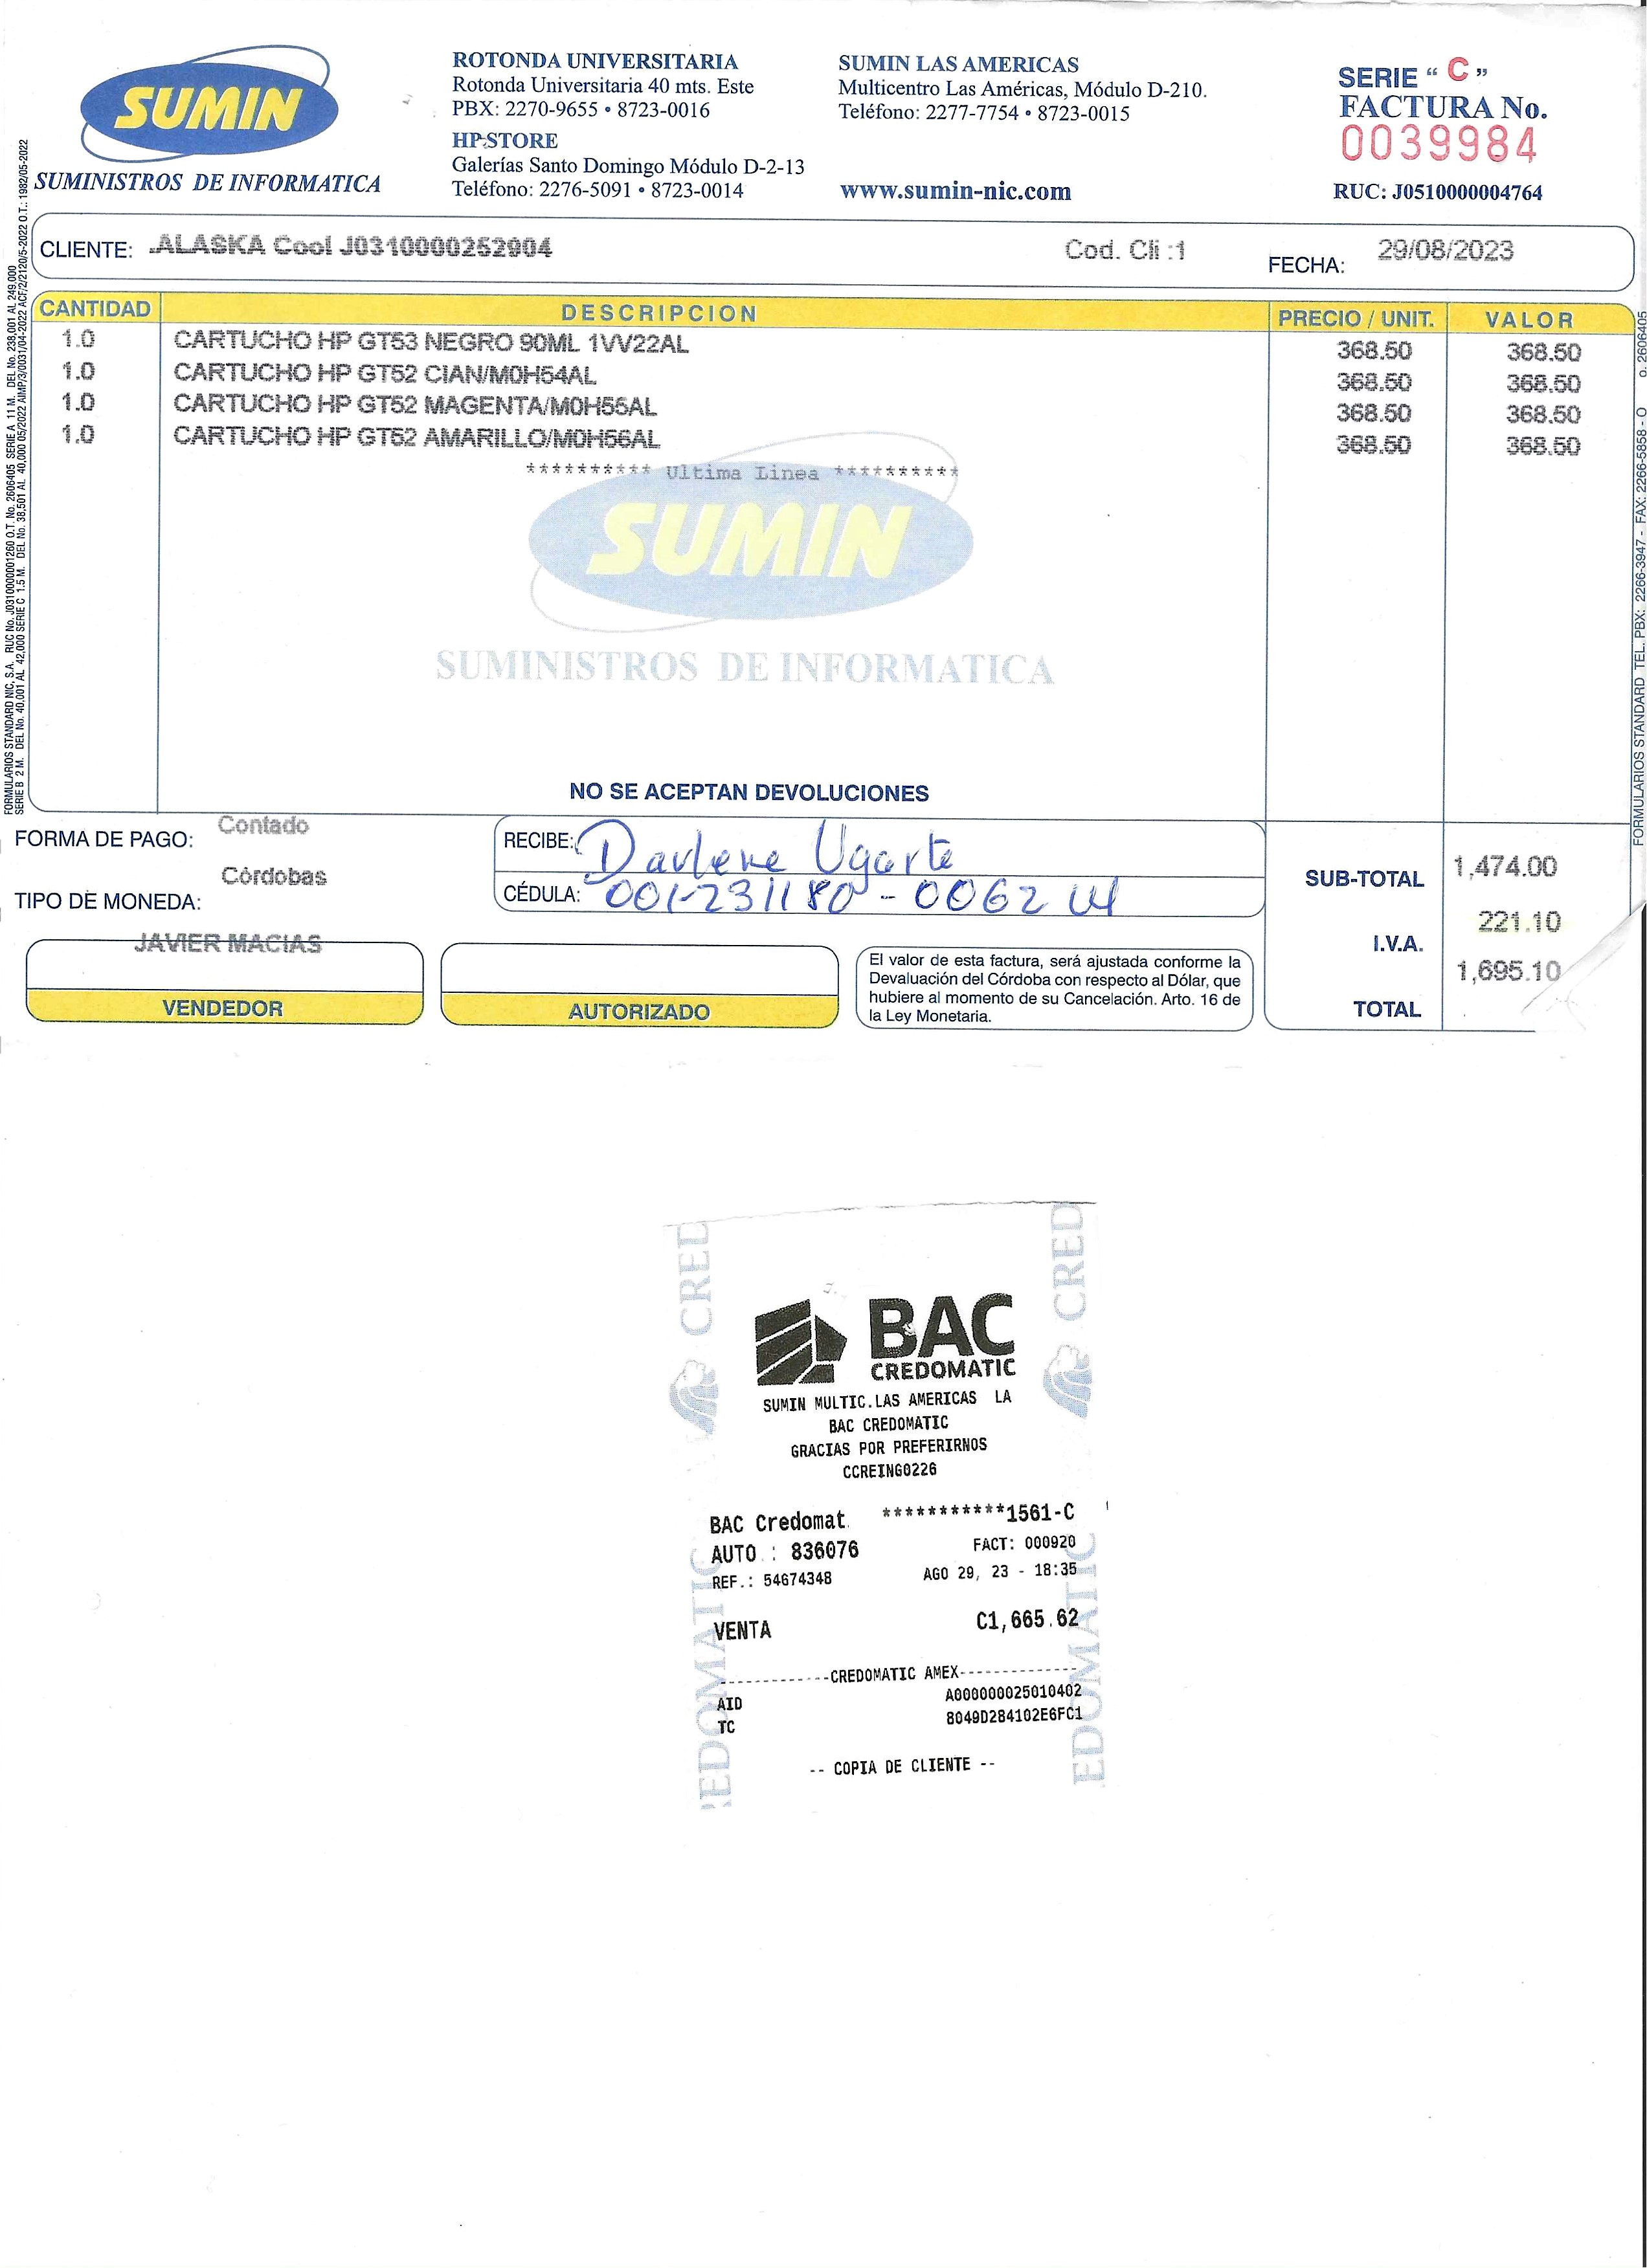 SUMIN
SUMINISTROS DE INFORMATICA
ROTONDA UNIVERSITARIA
Rotonda Universitaria 40 mts. Este
PBX: 2270-9655 • 8723-0016
HP STORE
Galerías Santo Domingo Módulo D-2-13
Teléfono: 2276-5091 • 8723-0014
SUMIN LAS AMERICAS
Multicentro Las Américas, Módulo D-210.
Teléfono: 2277-7754 • 8723-0015
www.sumin-nic.com
SERIE “ C ”
FACTURA No.
0039984
RUC: J0510000004764
CLIENTE: ALASKA Cool J0310000252904 Cod. Cli :1 FECHA: 29/08/2023
CANTIDAD DESCRIPCION PRECIO / UNIT. VALOR
1.0 CARTUCHO HP GT53 NEGRO 90ML 1VV22AL 368.50 368.50
1.0 CARTUCHO HP GT52 CIAN/M0H54AL 368.50 368.50
1.0 CARTUCHO HP GT52 MAGENTA/M0H55AL 368.50 368.50
1.0 CARTUCHO HP GT52 AMARILLO/M0H56AL 368.50 368.50
********** Ultima Linea **********
SUMIN
SUMINISTROS DE INFORMATICA
NO SE ACEPTAN DEVOLUCIONES
FORMA DE PAGO: Contado
TIPO DE MONEDA: Córdobas
RECIBE: Darlene Ugarte
CÉDULA: 001-231180-0062
SUB-TOTAL 1,474.00
I.V.A. 221.10
TOTAL 1,695.10
JAVIER MACIAS
VENDEDOR
AUTORIZADO
El valor de esta factura, será ajustada conforme la
Devaluación del Córdoba con respecto al Dólar, que
hubiere al momento de su Cancelación. Arto. 16 de
la Ley Monetaria.
FORMULARIOS STANDARD NIC, S.A. RUC No. J0310000001260 O.T. No. 2606405 SERIE A 11 M. DEL No. 238,001 AL 249,000
SERIE B 2 M. DEL No. 40,001 AL 42,000 SERIE C 1.5 M. DEL No. 38,501 AL 40,000 05/2022 AIMP/3/0031/04-2022 ACF/2/2120/5-2022 O.T.: 1982/05-2022
FORMULARIOS STANDARD TEL. PBX: 2266-3947 - FAX: 2266-5858 - O
o. 2606405
CRED
CRED
BAC
CREDOMATIC
SUMIN MULTIC.LAS AMERICAS LA
BAC CREDOMATIC
GRACIAS POR PREFERIRNOS
CCREING0226
BAC Credomat. ***********1561-C
AUTO : 836076 FACT: 000920
REF.: 54674348 AGO 29, 23 - 18:35
VENTA C1,665.62
------------CREDOMATIC AMEX-------------
AID A000000025010402
TC 8049D284102E6FC1
-- COPIA DE CLIENTE --
EDOMATIC
EDOMATIC